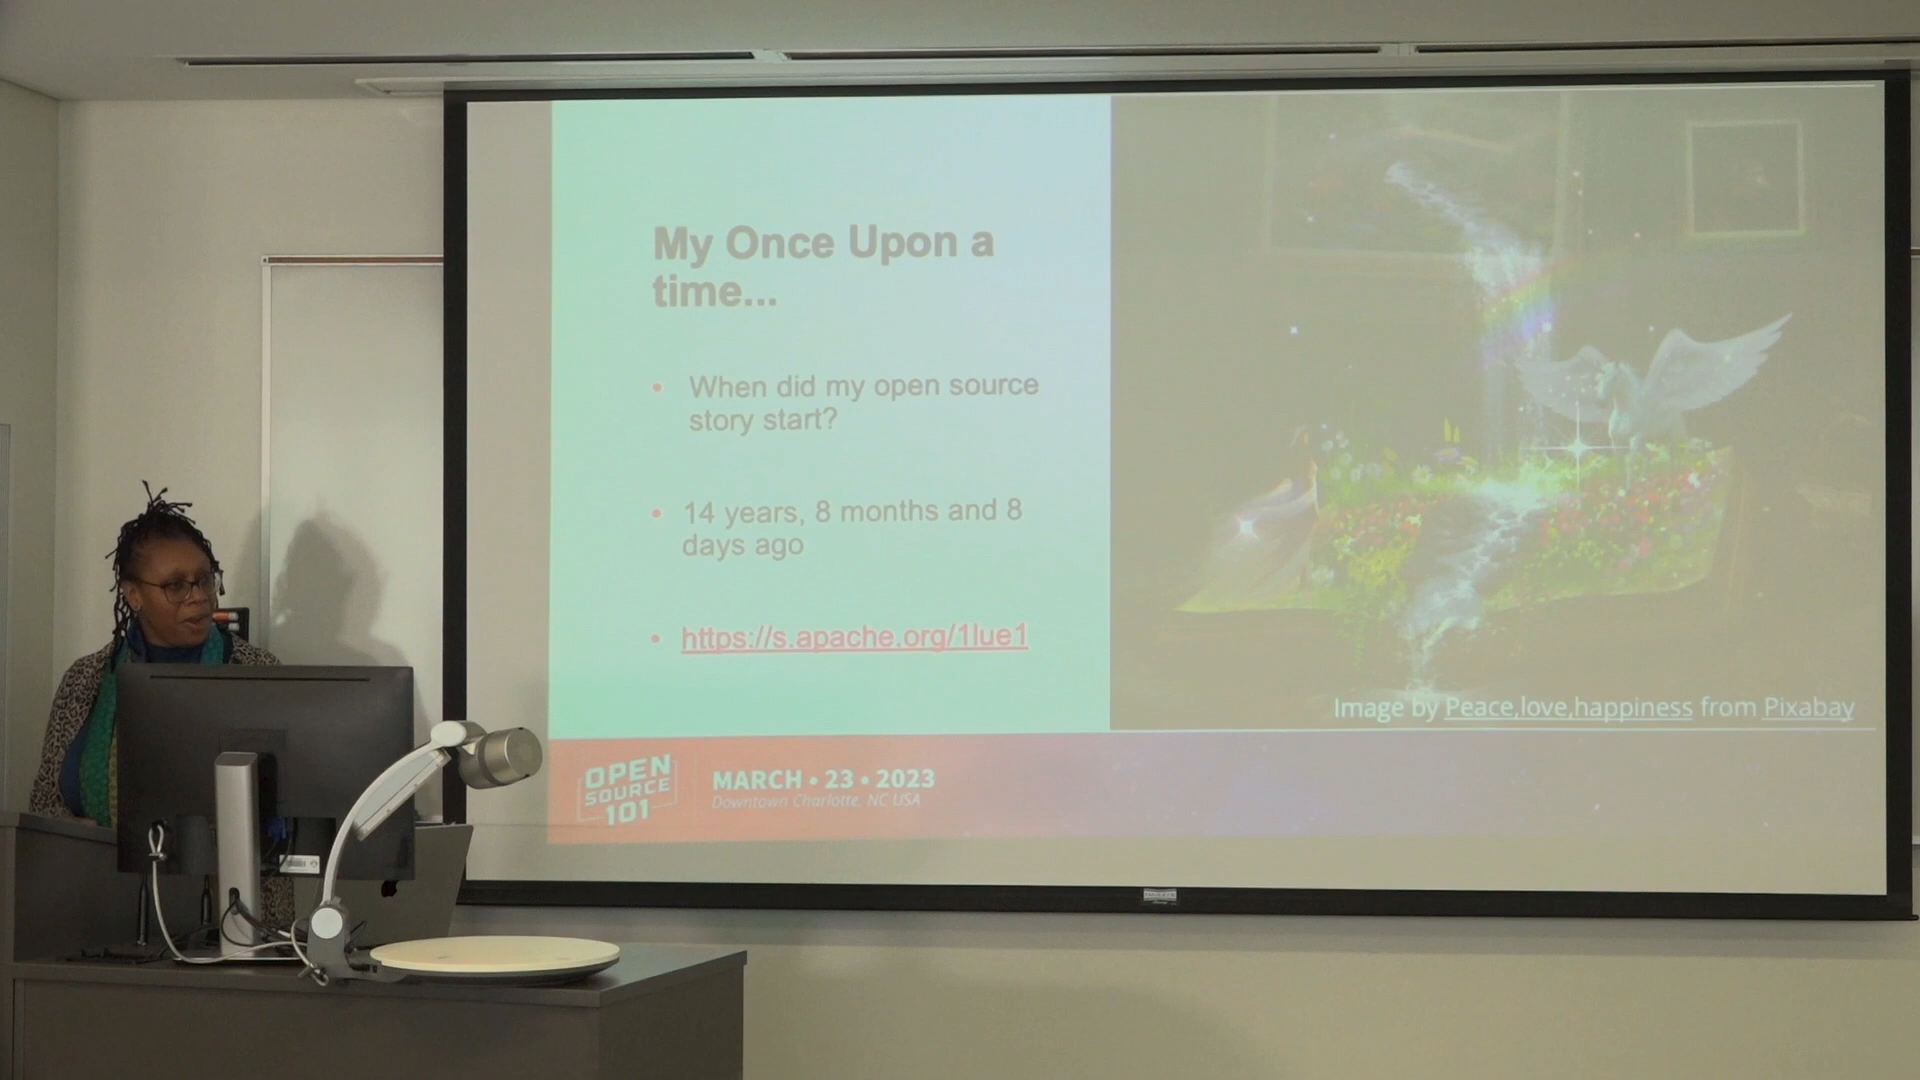 My Once Upon a
time...
• When did my open source
story start?
• 14 years, 8 months and 8
days ago
• https://s.apache.org/1lue1
Image by Peace,love,happiness from Pixabay
OPEN
SOURCE
101
MARCH • 23 • 2023
Downtown Charlotte, NC USA